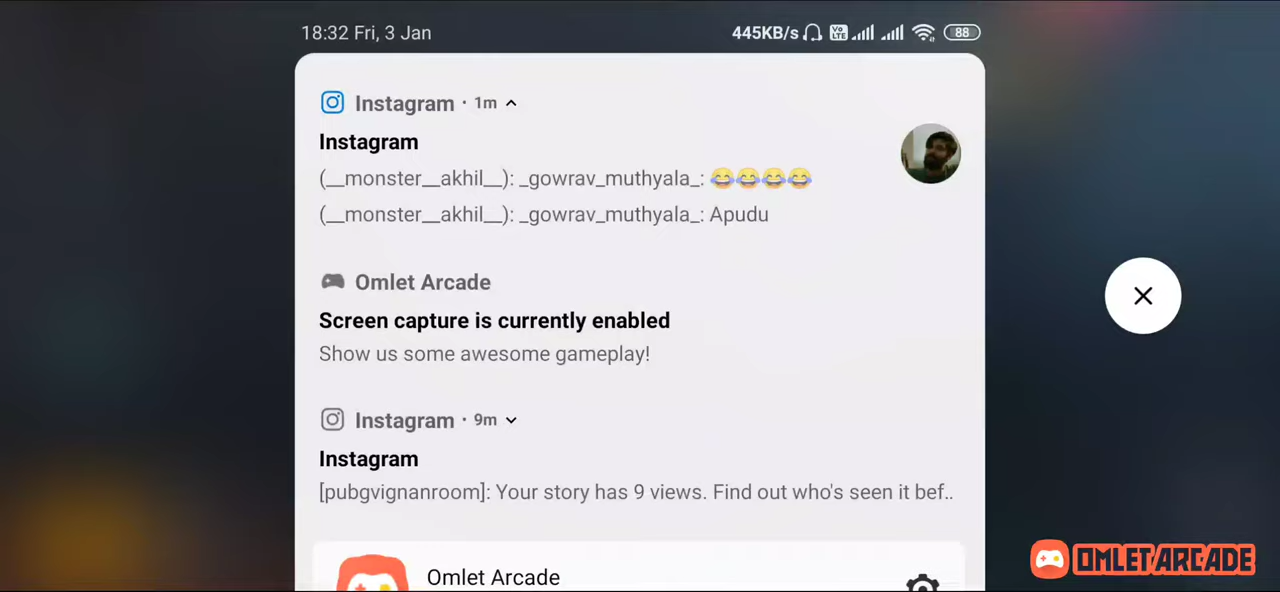 18:32 Fri, 3 Jan
445KB/s Vo LTE 88
Instagram · 1m
Instagram
(__monster__akhil__): _gowrav_muthyala_: 😂😂😂😂
(__monster__akhil__): _gowrav_muthyala_: Apudu
Omlet Arcade
Screen capture is currently enabled
Show us some awesome gameplay!
Instagram · 9m
Instagram
[pubgvignanroom]: Your story has 9 views. Find out who's seen it bef..
Omlet Arcade
OMLET ARCADE